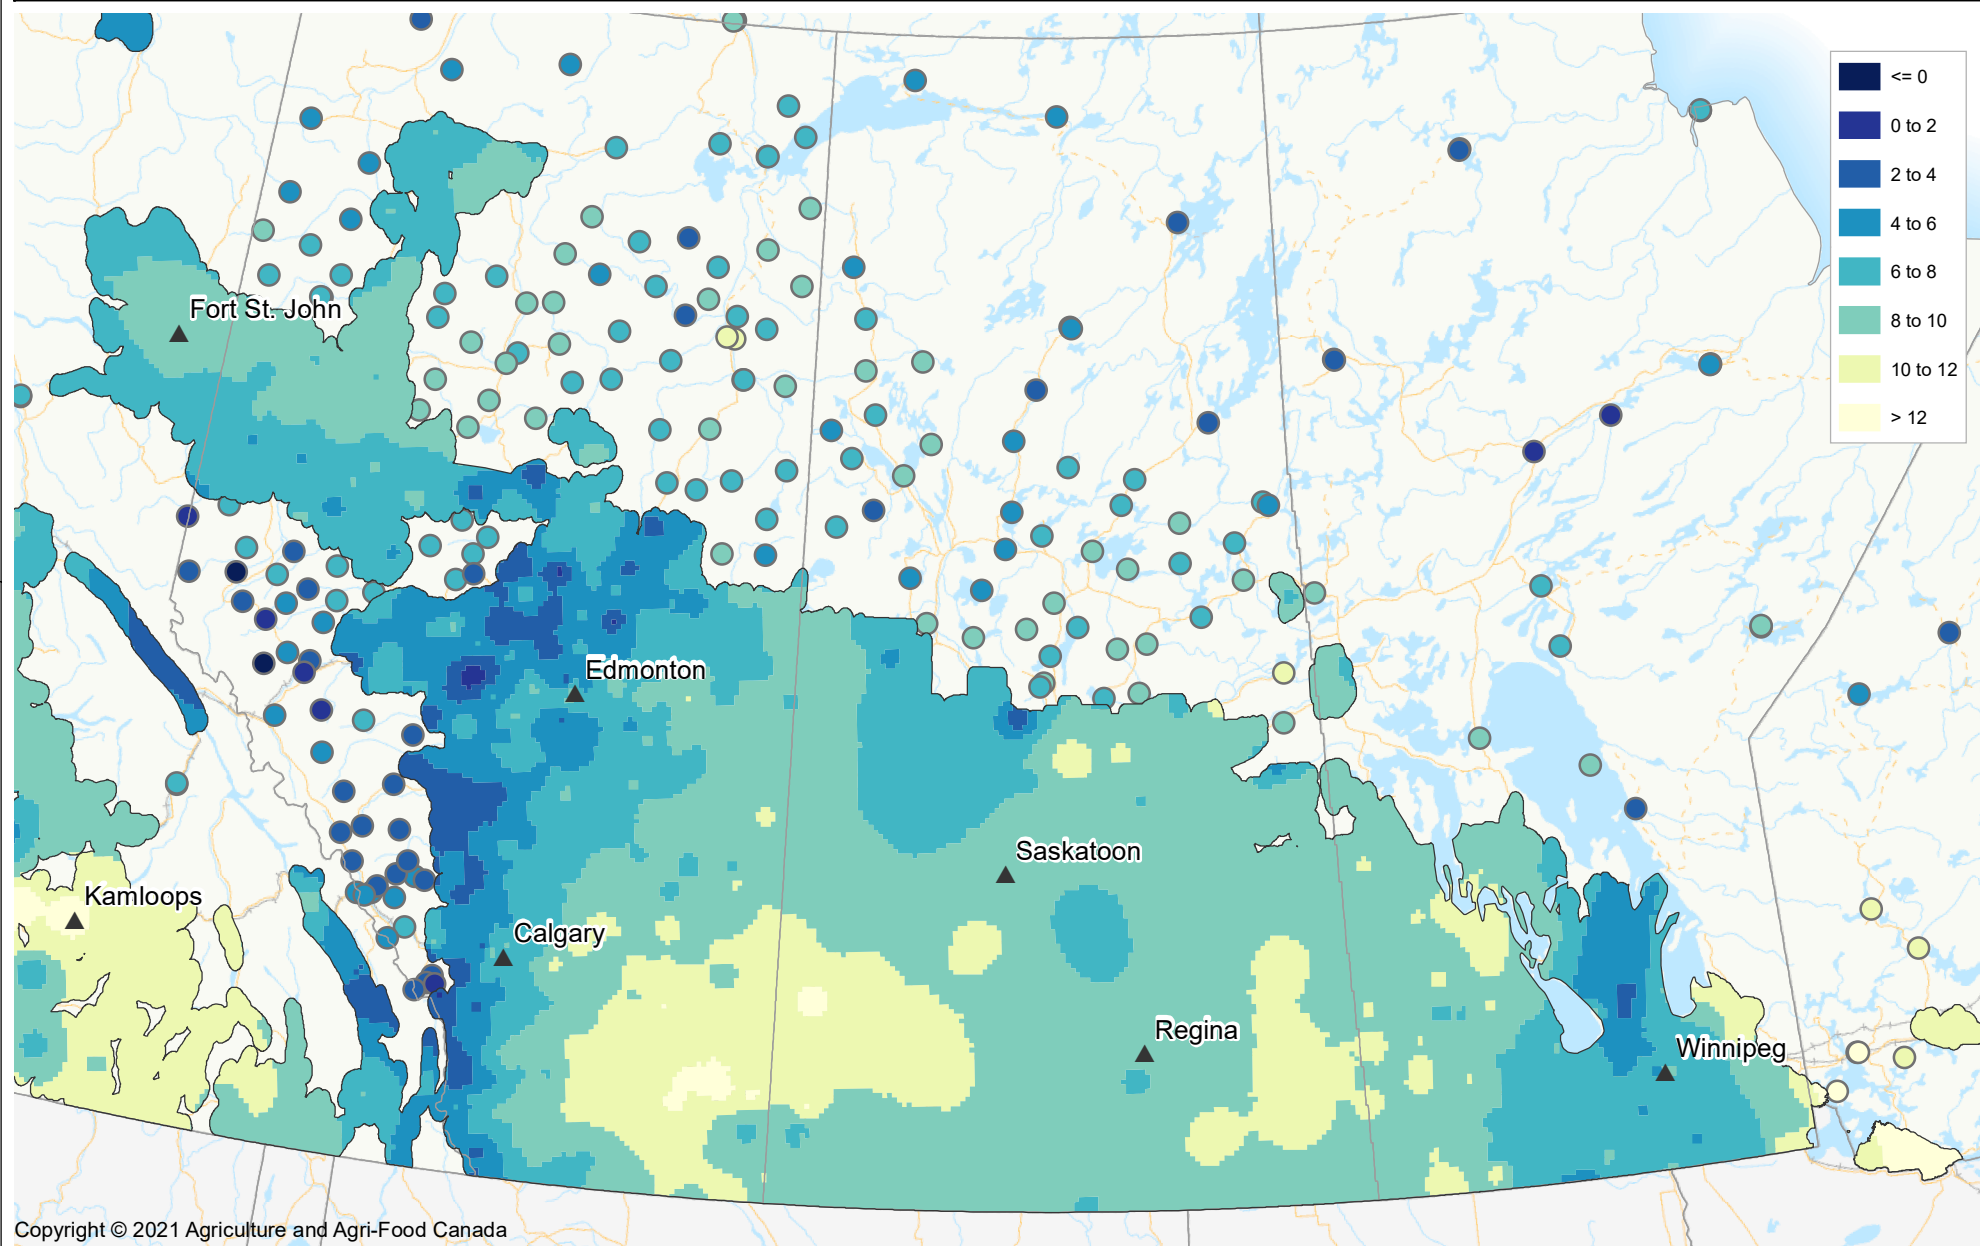 <= 0
0 to 2
2 to 4
4 to 6
6 to 8
8 to 10
10 to 12
> 12
Fort St. John
Edmonton
Saskatoon
Kamloops
Calgary
Regina
Winnipeg
Copyright © 2021 Agriculture and Agri-Food Canada